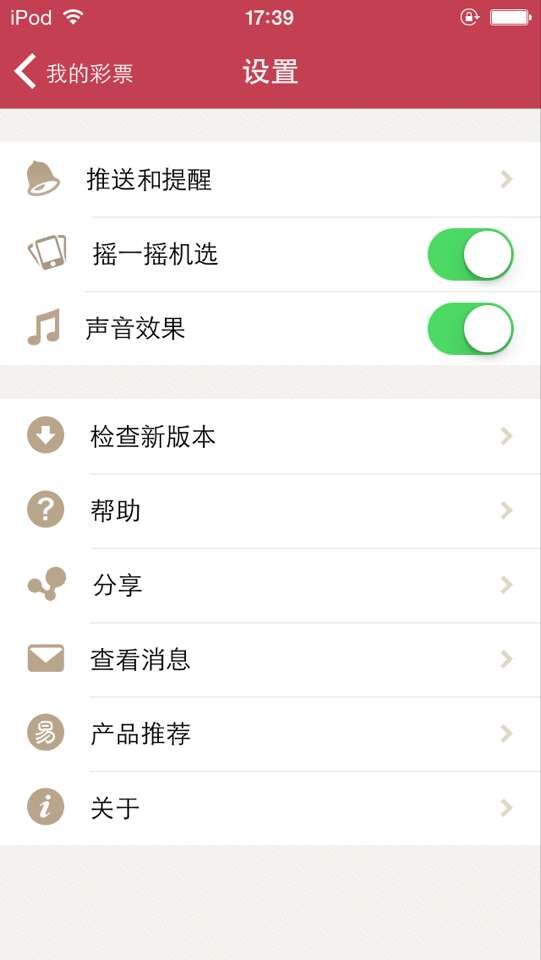 iPod 17:39
我的彩票 设置
推送和提醒
摇一摇机选
声音效果
检查新版本
? 帮助
分享
查看消息
易 产品推荐
i 关于